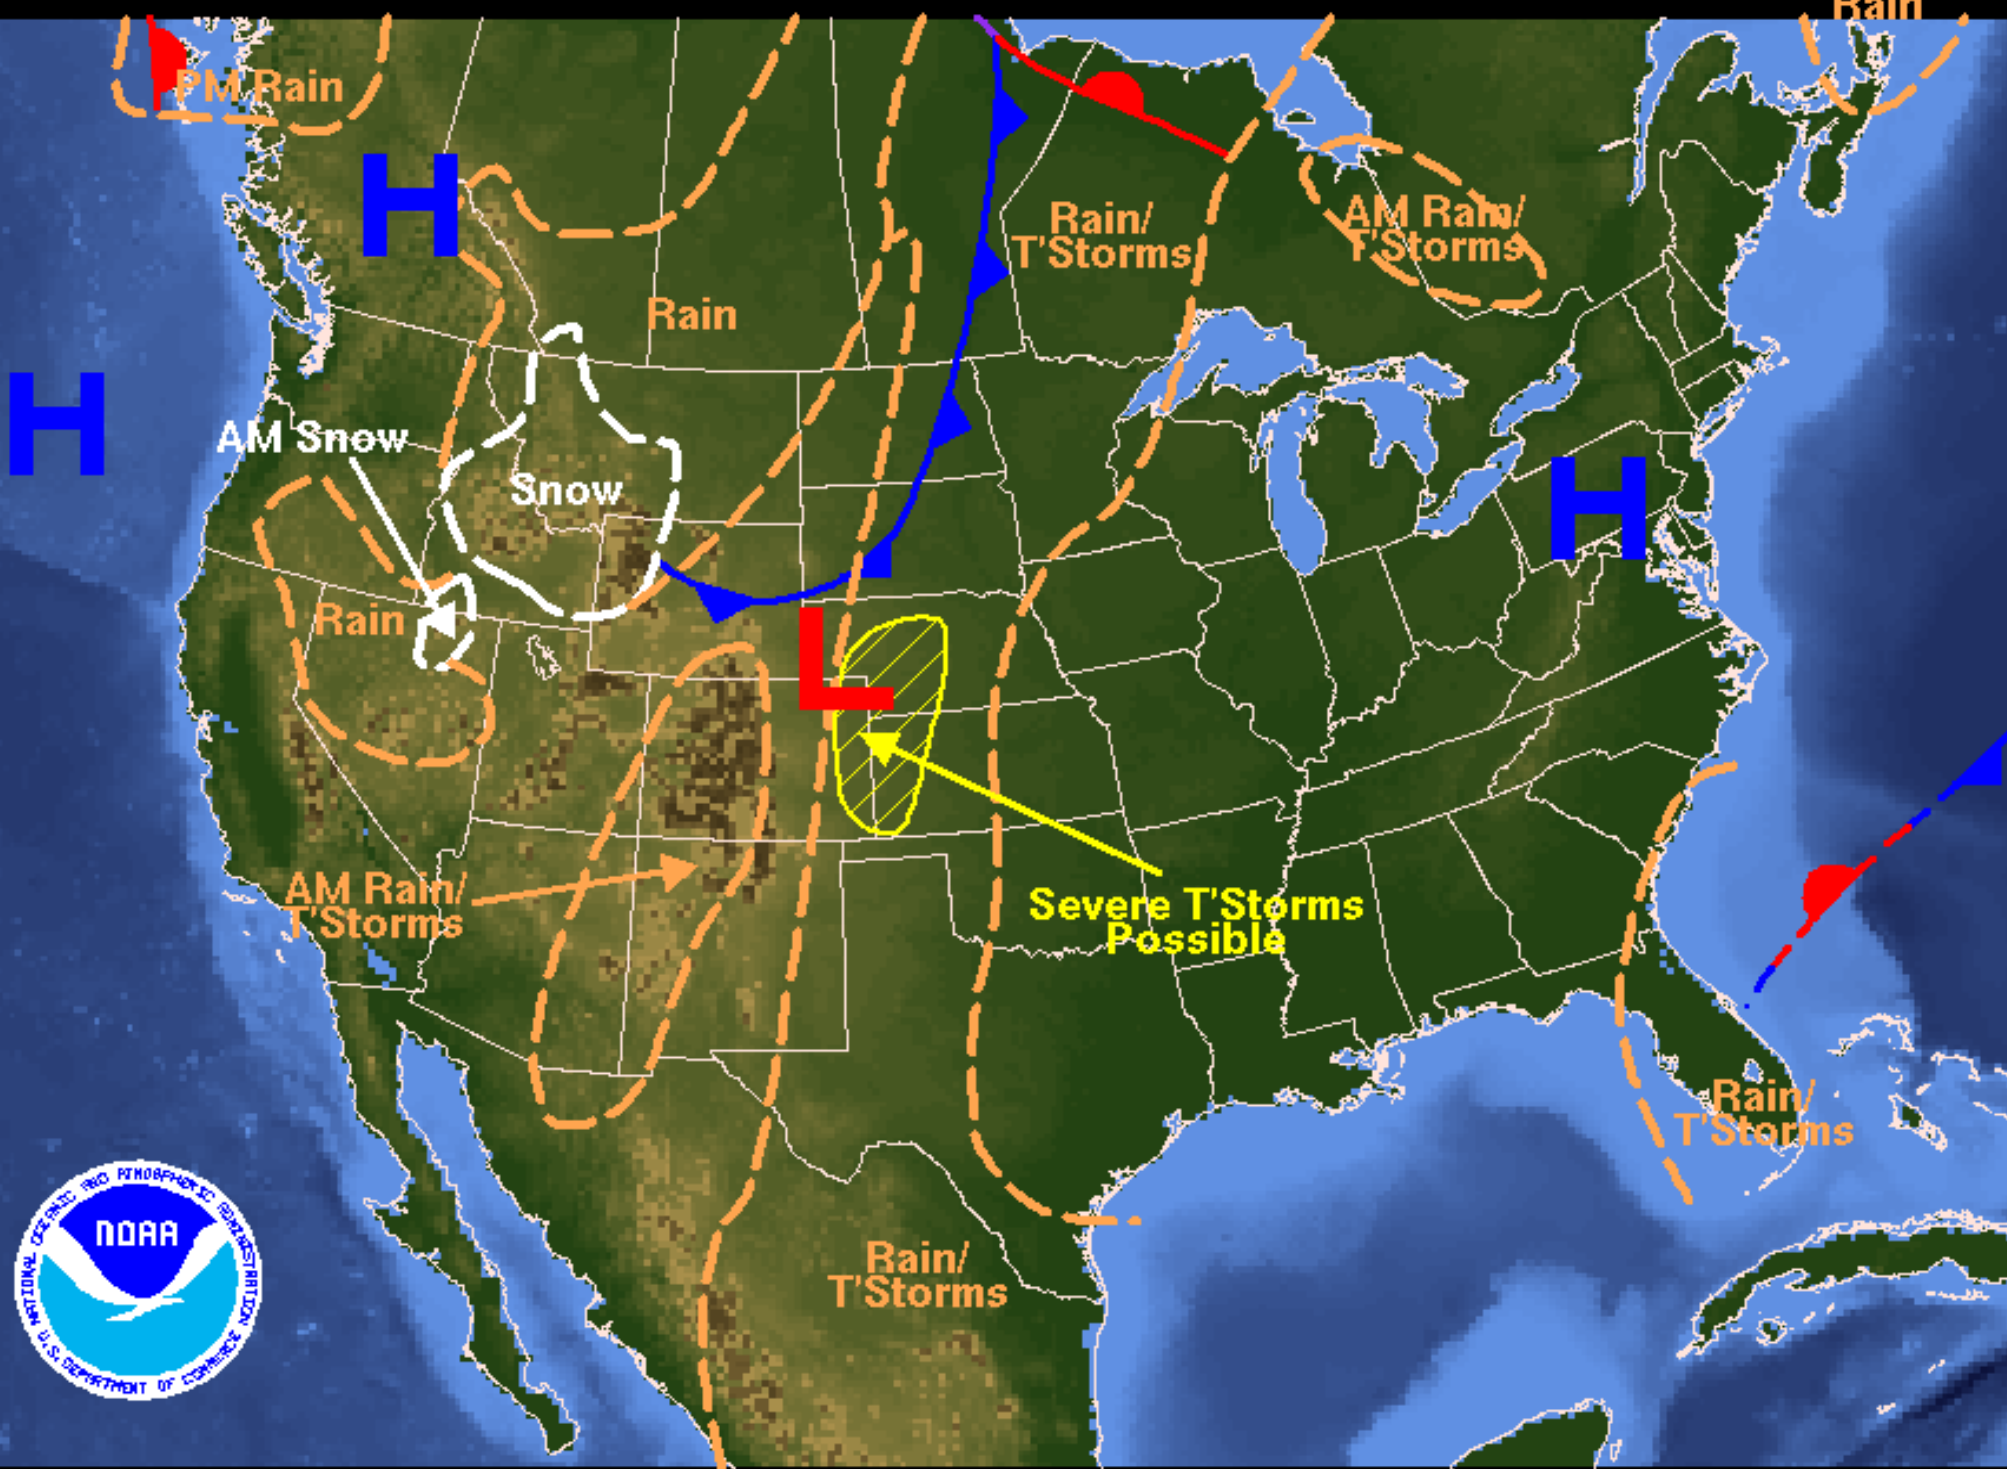 Rain
PM Rain
H
Rain/
T'Storms
AM Rain/
T'Storms
Rain
H
AM Snow
Snow
H
Rain
L
AM Rain/
T'Storms
Severe T'Storms
Possible
Rain/
T'Storms
Rain/
T'Storms
NOAA
NATIONAL OCEANIC AND ATMOSPHERIC ADMINISTRATION
U.S. DEPARTMENT OF COMMERCE